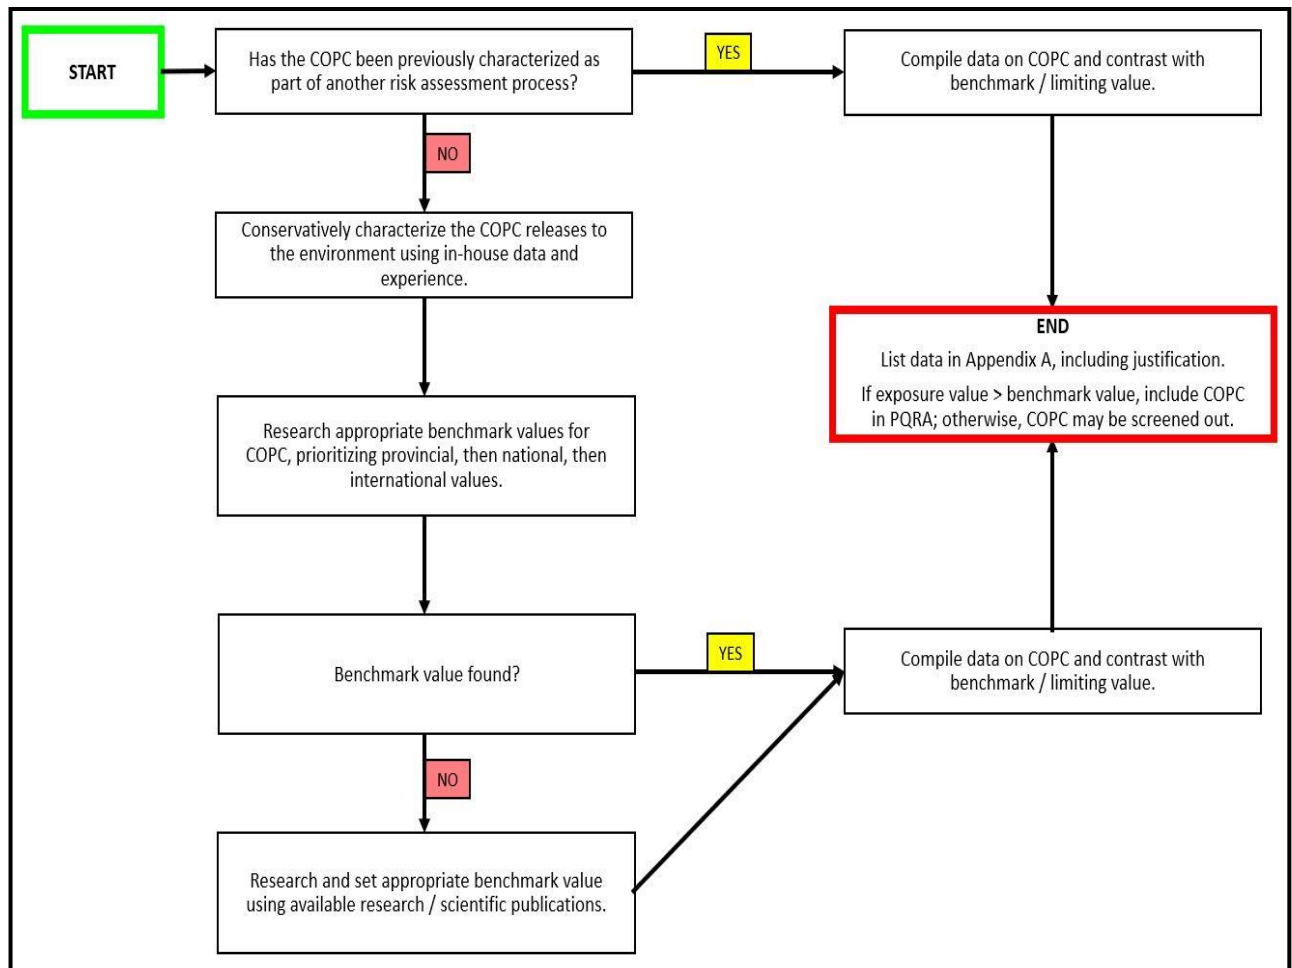 START
Has the COPC been previously characterized as
part of another risk assessment process?
YES
Compile data on COPC and contrast with
benchmark / limiting value.
NO
Conservatively characterize the COPC releases to
the environment using in-house data and
experience.
END
List data in Appendix A, including justification.
If exposure value > benchmark value, include COPC
in PQRA; otherwise, COPC may be screened out.
Research appropriate benchmark values for
COPC, prioritizing provincial, then national, then
international values.
Benchmark value found?
YES
Compile data on COPC and contrast with
benchmark / limiting value.
NO
Research and set appropriate benchmark value
using available research / scientific publications.